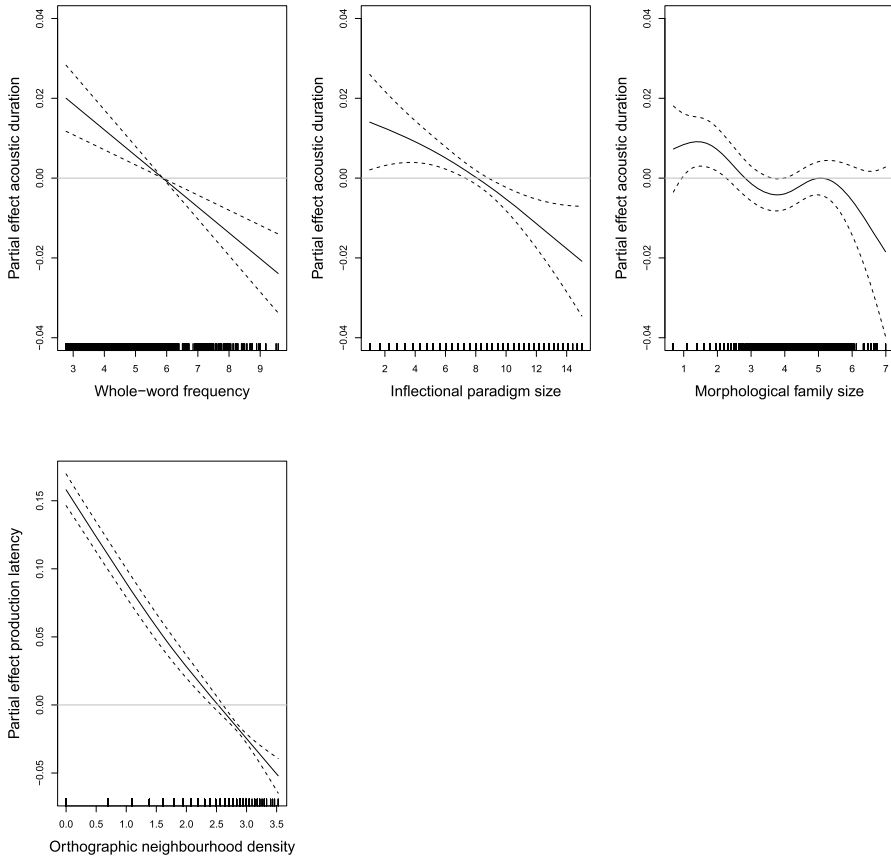 Partial effect acoustic duration
0.04
0.02
0.00
−0.02
−0.04
3 4 5 6 7 8 9
Whole−word frequency
Partial effect acoustic duration
0.04
0.02
0.00
−0.02
−0.04
2 4 6 8 10 12 14
Inflectional paradigm size
Partial effect acoustic duration
0.04
0.02
0.00
−0.02
−0.04
1 2 3 4 5 6 7
Morphological family size
Partial effect production latency
0.15
0.10
0.05
0.00
−0.05
0.0 0.5 1.0 1.5 2.0 2.5 3.0 3.5
Orthographic neighbourhood density